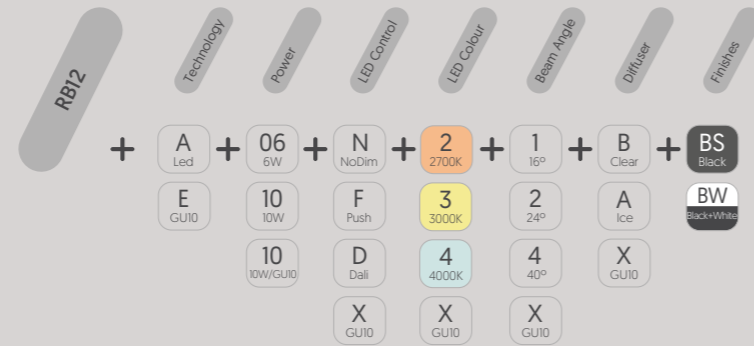 RB12
Technology
Power
LED Control
LED Colour
Beam Angle
Diffuser
Finishes
+ A + 06 + N + 2 + 1 + B + BS
Led 6W NoDim 2700K 16º Clear Black
E 10 F 3 2 A BW
GU10 10W Push 3000K 24º Ice Black+White
10 D 4 4 X
10W/GU10 Dali 4000K 40º GU10
X X X
GU10 GU10 GU10